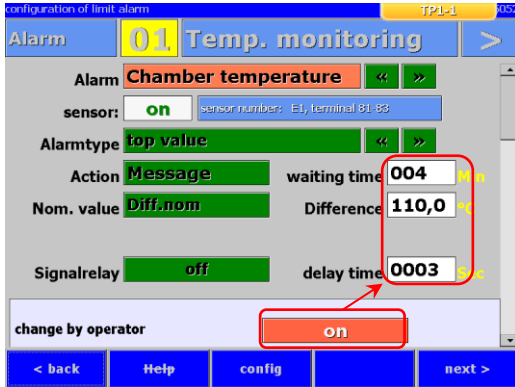 configuration of limit alarm TP1-1 5052
Alarm 01 Temp. monitoring >
Alarm Chamber temperature « »
sensor: on sensor number: E1, terminal 81-83
Alarmtype top value « »
Action Message waiting time 004 Min
Nom. value Diff.nom Difference 110,0 °C
Signalrelay off delay time 0003 Sec
change by operator on
< back Help config next >